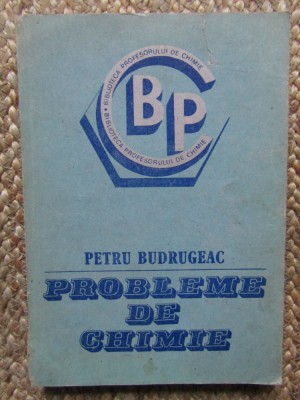 • BIBLIOTECA PROFESORULUI DE CHIMIE • BIBLIOTECA PROFESORULUI DE CHIMIE
BP
PETRU BUDRUGEAC
PROBLEME
DE
CHIMIE